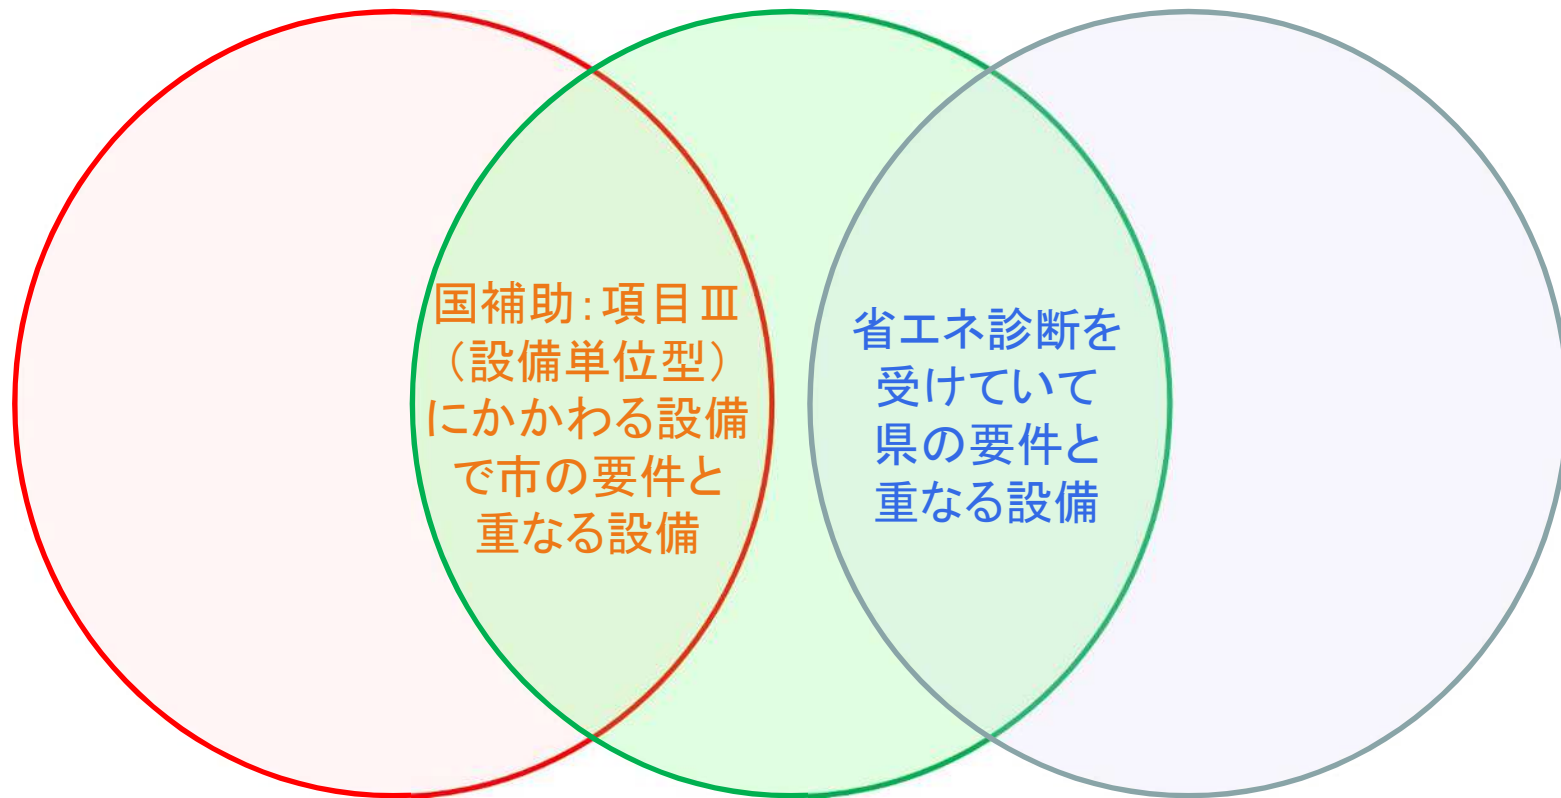 国補助：項目Ⅲ
（設備単位型）
にかかわる設備
で市の要件と
重なる設備
省エネ診断を
受けていて
県の要件と
重なる設備